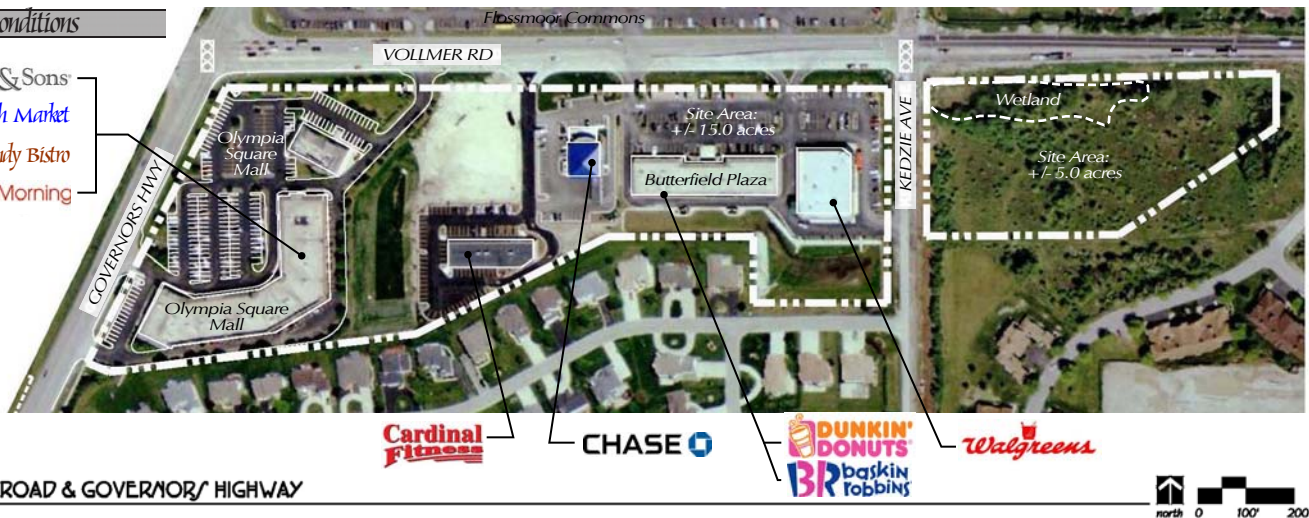 onditions
Flossmoor Commons
VOLLMER RD
& Sons
h Market
dy Bistro
Morning
GOVERNORS HWY
Olympia
Square
Mall
Olympia Square
Mall
Site Area:
+/- 15.0 acres
Butterfield Plaza
KEDZIE AVE
Wetland
Site Area:
+/- 5.0 acres
Cardinal
Fitness
CHASE
DUNKIN'
DONUTS
BR baskin
robbins
Walgreens
ROAD & GOVERNORS HIGHWAY
north 0 100' 200